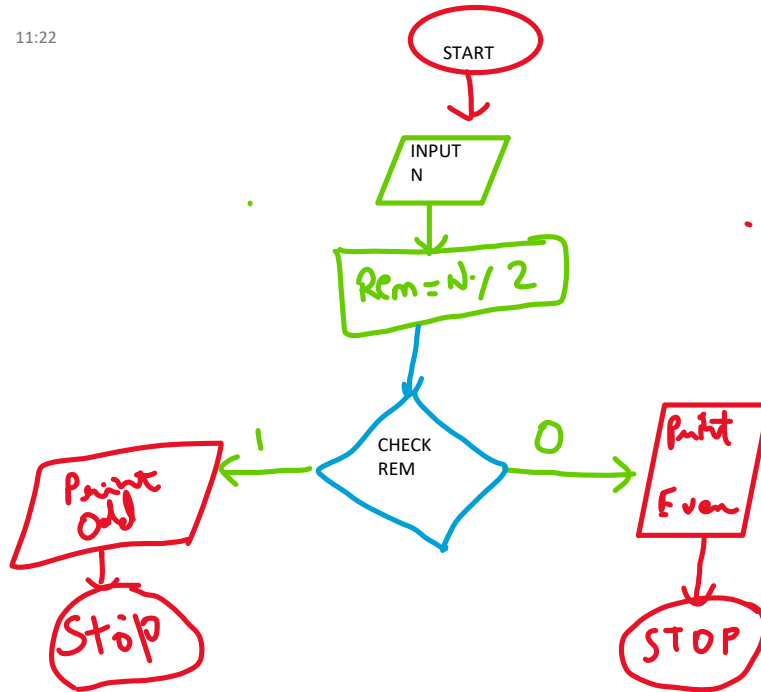 11:22
START
INPUT
N
Rem = N % 2
CHECK
REM
1
0
Print
Odd
Print
Even
Stop
STOP